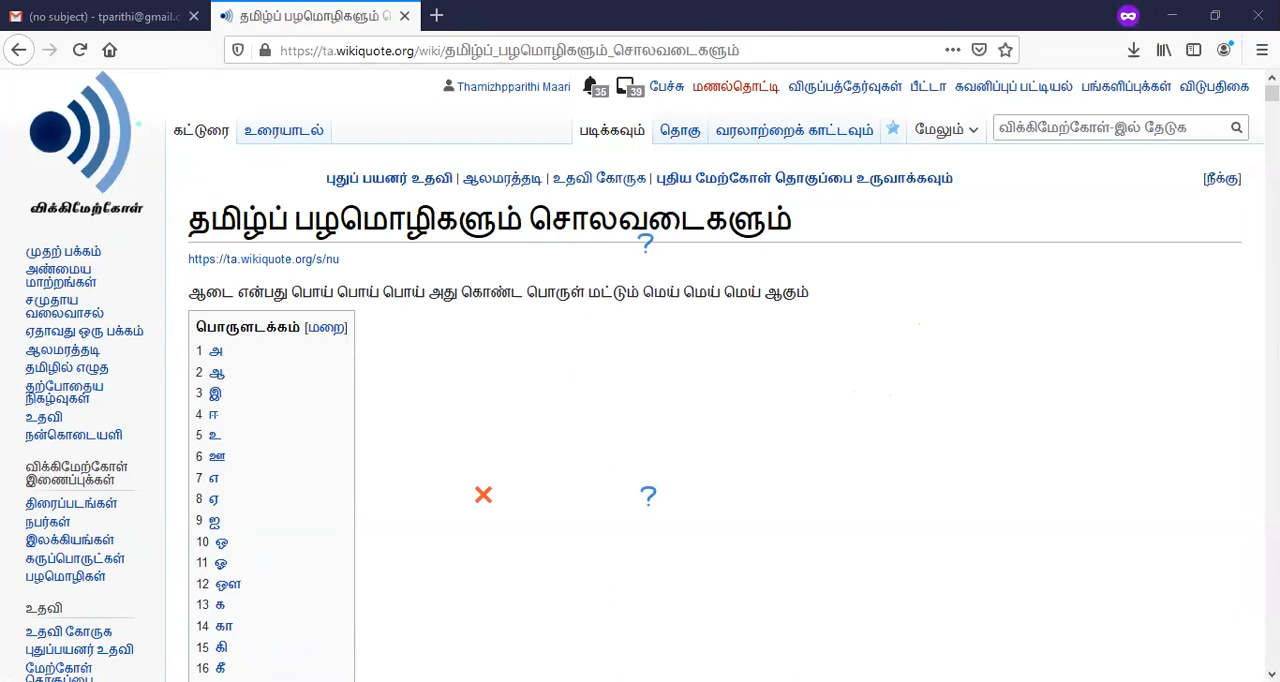 (no subject) - tparithi@gmail.c
தமிழ்ப் பழமொழிகளும்
https://ta.wikiquote.org/wiki/தமிழ்ப்_பழமொழிகளும்_சொலவடைகளும்
Thamizhpparithi Maari 35 39 பேச்சு மணல்தொட்டி விருப்பத்தேர்வுகள் பீட்டா கவனிப்புப் பட்டியல் பங்களிப்புக்கள் விடுபதிகை
கட்டுரை உரையாடல் படிக்கவும் தொகு வரலாற்றைக் காட்டவும் மேலும் விக்கிமேற்கோள்-இல் தேடுக
புதுப் பயனர் உதவி | ஆலமரத்தடி | உதவி கோருக | புதிய மேற்கோள் தொகுப்பை உருவாக்கவும் [நீக்கு]
விக்கிமேற்கோள்
தமிழ்ப் பழமொழிகளும் சொலவடைகளும்
?
https://ta.wikiquote.org/s/nu
ஆடை என்பது பொய் பொய் பொய் அது கொண்ட பொருள் மட்டும் மெய் மெய் மெய் ஆகும்
முதற் பக்கம்
அண்மைய
மாற்றங்கள்
சமுதாய
வலைவாசல்
ஏதாவது ஒரு பக்கம்
ஆலமரத்தடி
தமிழில் எழுத
தற்போதைய
நிகழ்வுகள்
உதவி
நன்கொடையளி
விக்கிமேற்கோள்
இணைப்புக்கள்
திரைப்படங்கள்
நபர்கள்
இலக்கியங்கள்
கருப்பொருட்கள்
பழமொழிகள்
உதவி
உதவி கோருக
புதுப்பயனர் உதவி
மேற்கோள்
தொகுப்பை
பொருளடக்கம் [மறை]
1 அ
2 ஆ
3 இ
4 ஈ
5 உ
6 ஊ
7 எ
8 ஏ
9 ஐ
10 ஒ
11 ஓ
12 ஔ
13 க
14 கா
15 கி
16 கீ
?